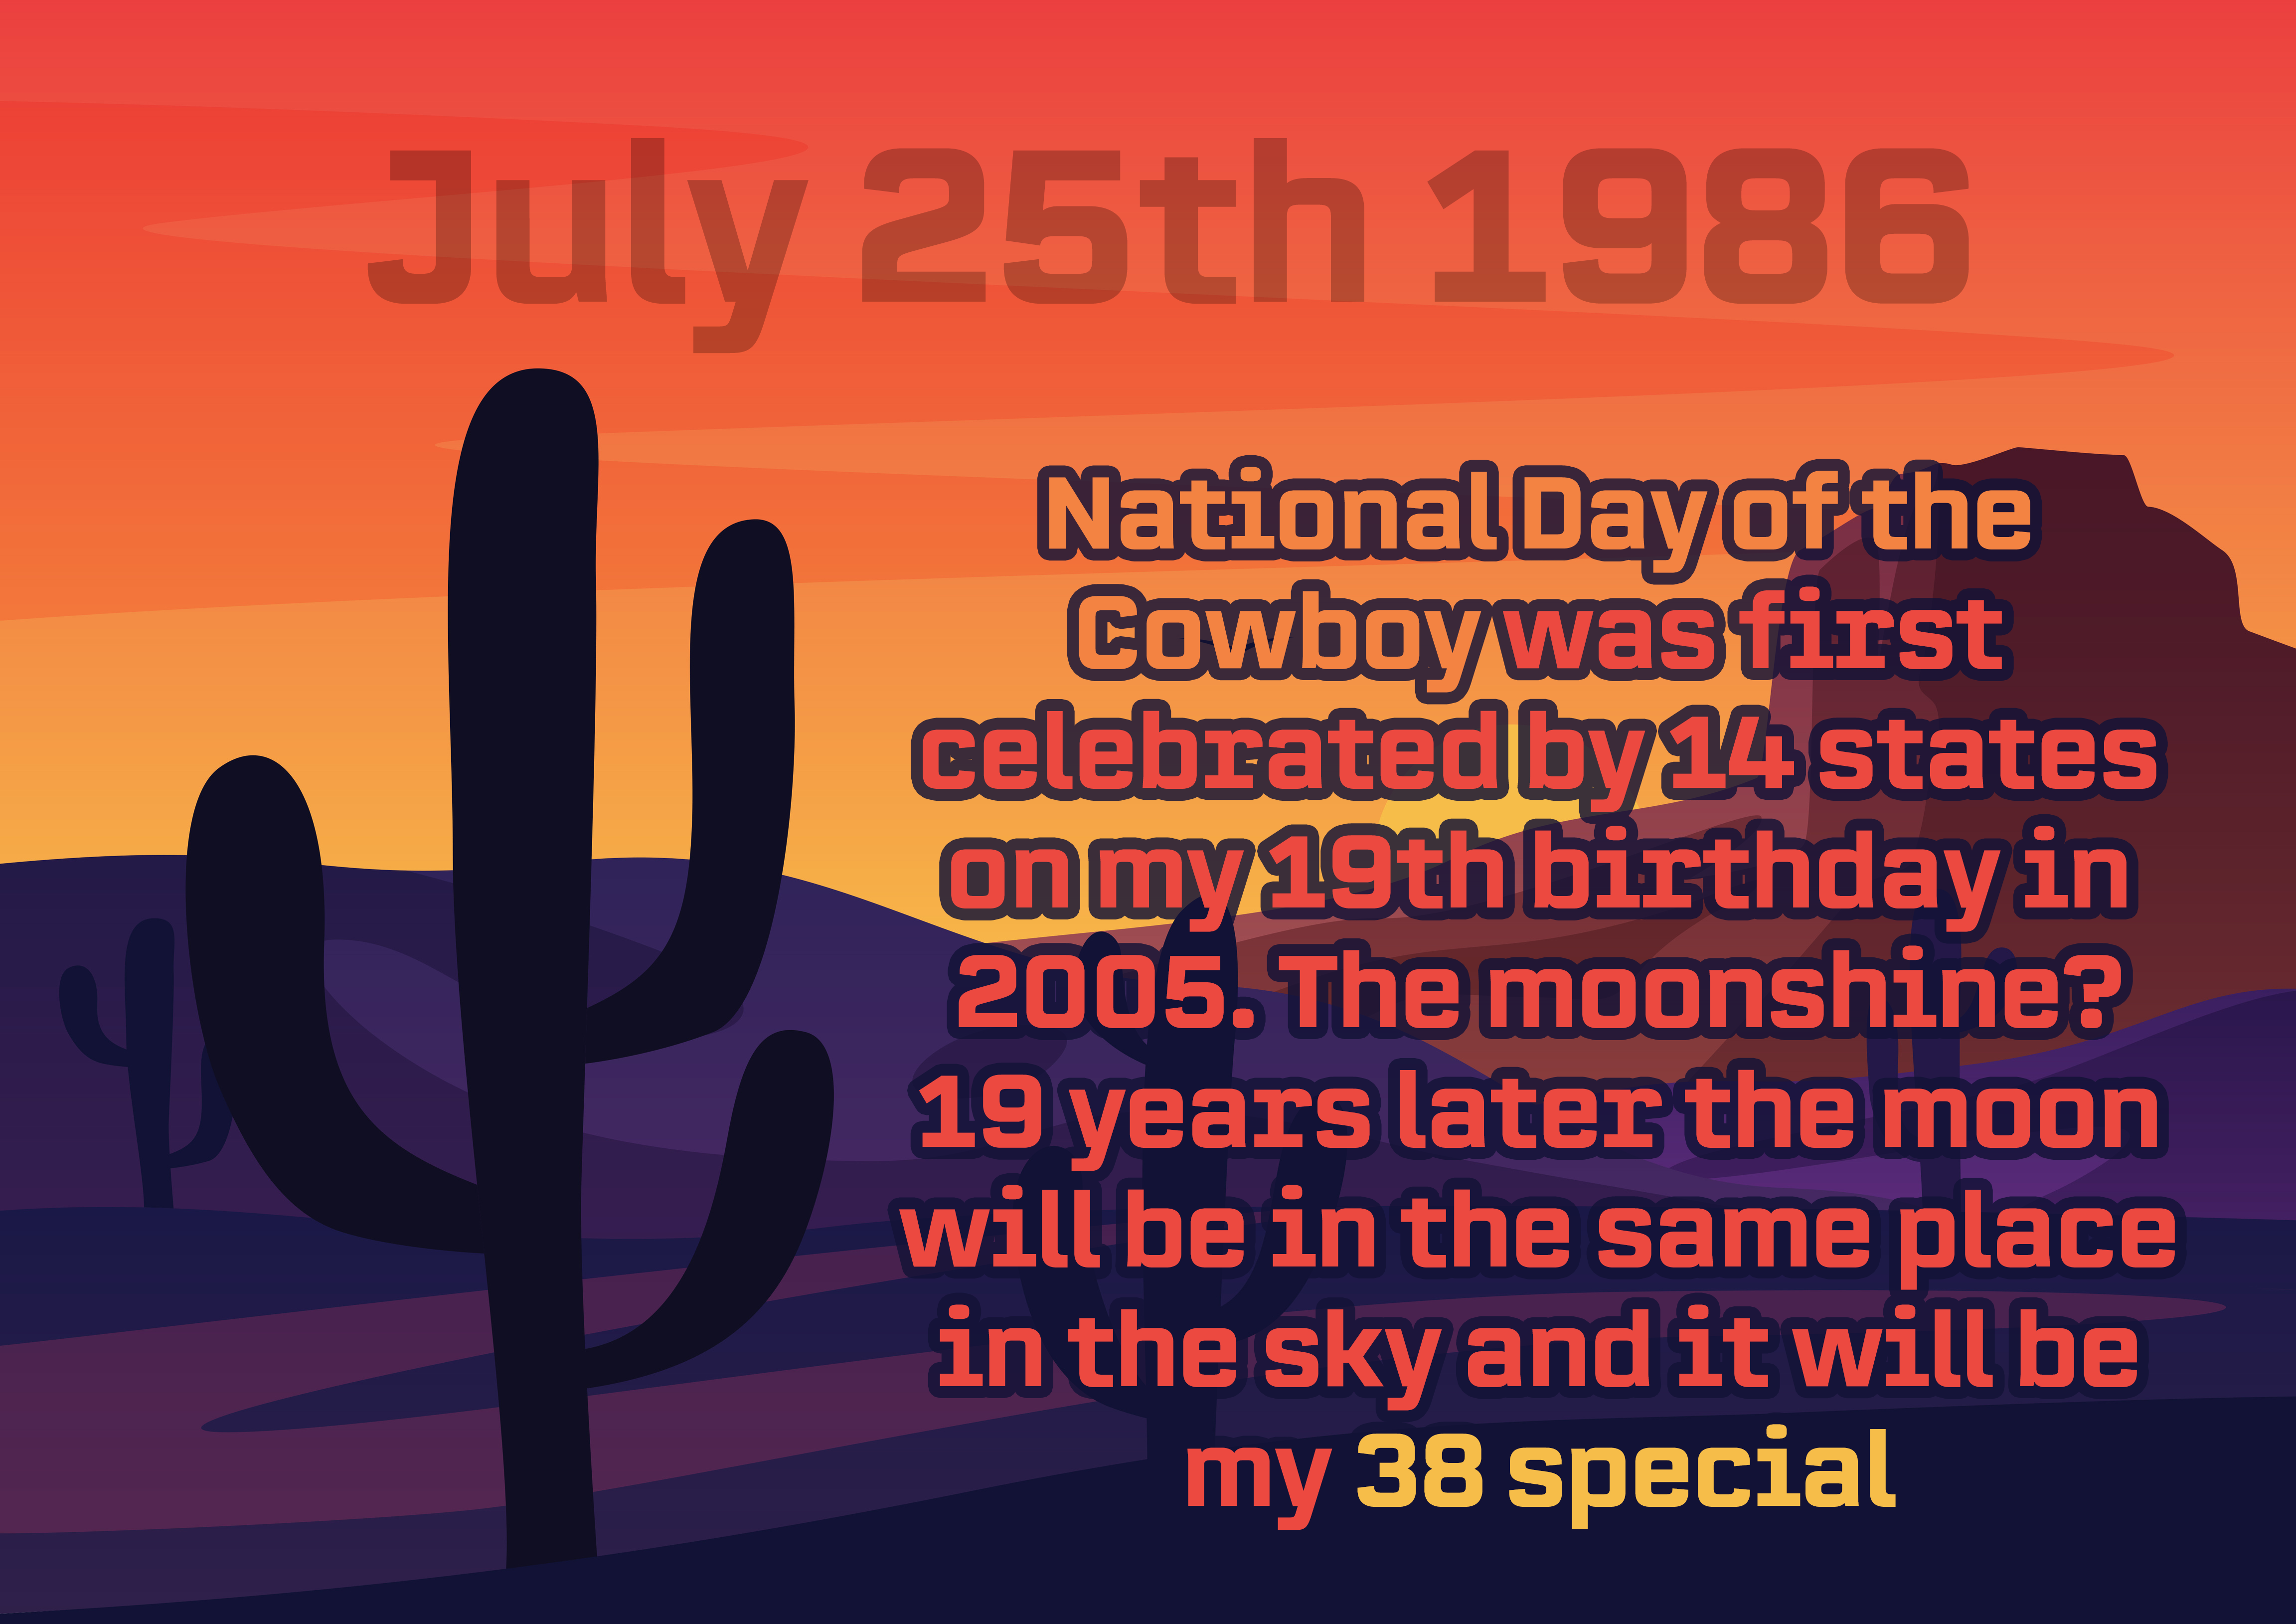 July 25th 1986
National Day of the
Cowboy was first
celebrated by 14 states
on my 19th birthday in
2005. The moonshine?
19 years later the moon
will be in the same place
in the sky and it will be
my 38 special